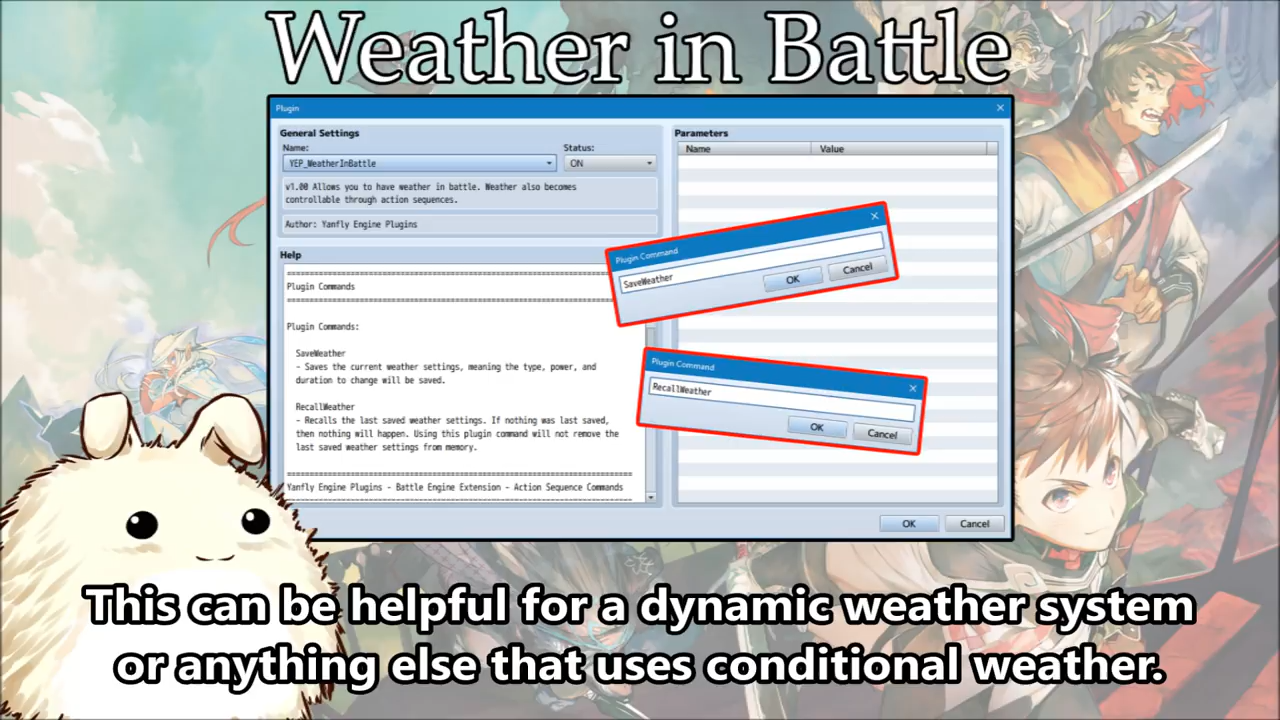 Weather in Battle
Plugin
General Settings
Name:
Status:
YEP_WeatherInBattle
ON
v1.00 Allows you to have weather in battle. Weather also becomes
controllable through action sequences.
Author: Yanfly Engine Plugins
Help
================================================================
Plugin Commands
================================================================
Plugin Commands:
SaveWeather
- Saves the current weather settings, meaning the type, power, and
duration to change will be saved.
RecallWeather
- Recalls the last saved weather settings. If nothing was last saved,
then nothing will happen. Using this plugin command will not remove the
last saved weather settings from memory.
================================================================
Yanfly Engine Plugins - Battle Engine Extension - Action Sequence Commands
================================================================
Parameters
Name
Value
Plugin Command
SaveWeather
OK
Cancel
Plugin Command
RecallWeather
OK
Cancel
OK
Cancel
This can be helpful for a dynamic weather system
or anything else that uses conditional weather.